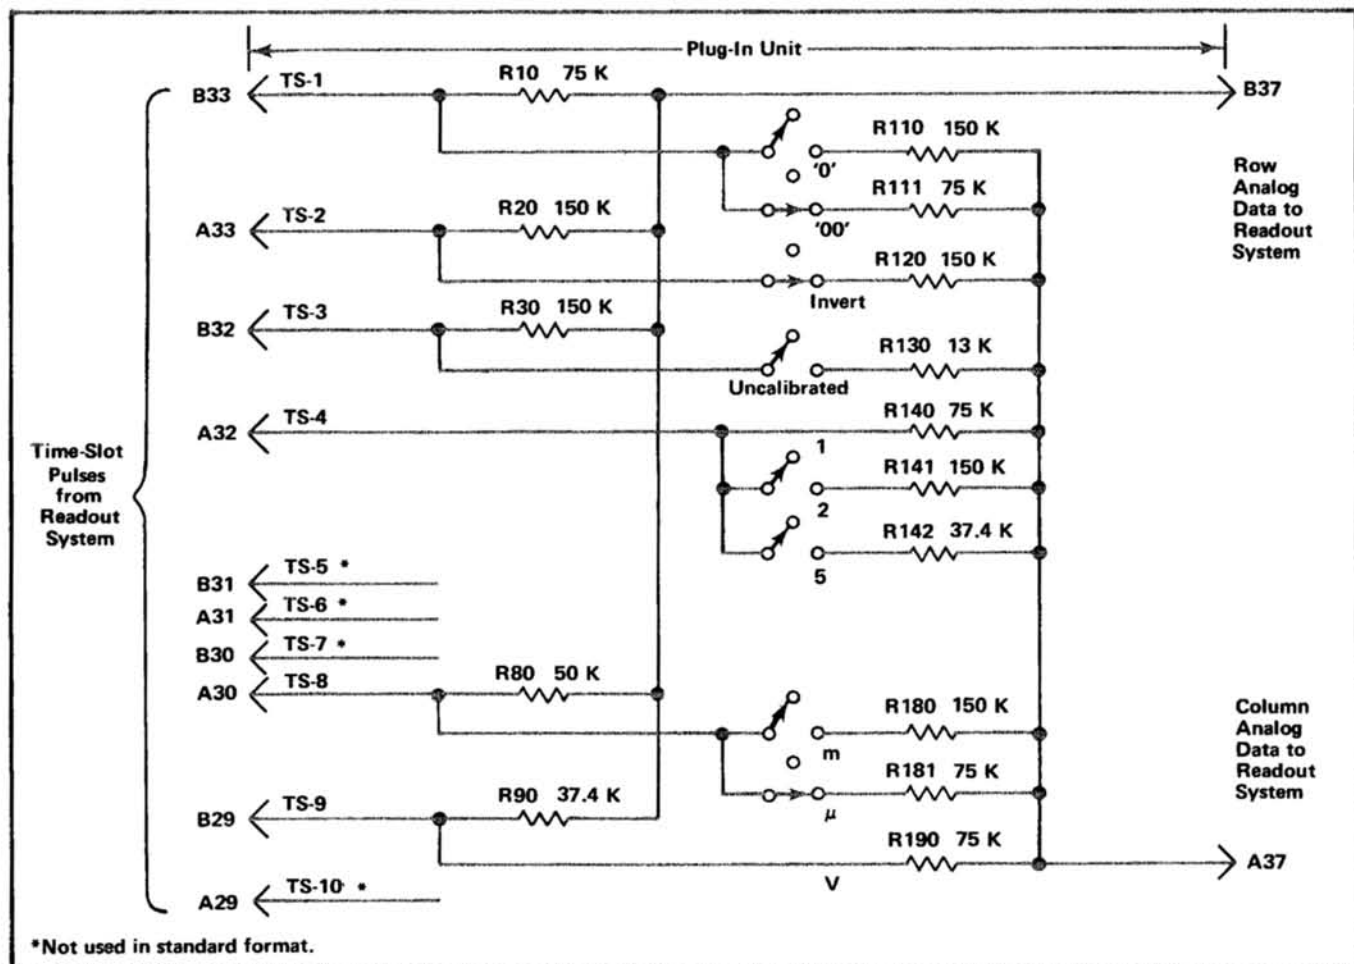 Plug-In Unit
B33 TS-1 R10 75 K B37
R110 150 K
'0'
R111 75 K
'00'
A33 TS-2 R20 150 K
R120 150 K
Invert
B32 TS-3 R30 150 K
R130 13 K
Uncalibrated
A32 TS-4 R140 75 K
1
R141 150 K
2
R142 37.4 K
5
Row
Analog
Data to
Readout
System
Time-Slot
Pulses
from
Readout
System
B31 TS-5 *
A31 TS-6 *
B30 TS-7 *
A30 TS-8 R80 50 K
R180 150 K
m
R181 75 K
μ
B29 TS-9 R90 37.4 K
R190 75 K
V
A37
Column
Analog
Data to
Readout
System
A29 TS-10 *
*Not used in standard format.